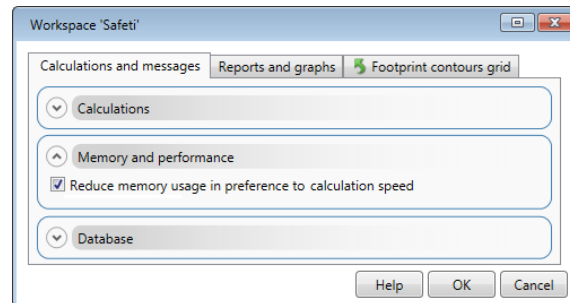 Workspace 'Safeti'
Calculations and messages Reports and graphs Footprint contours grid
Calculations
Memory and performance
Reduce memory usage in preference to calculation speed
Database
Help OK Cancel